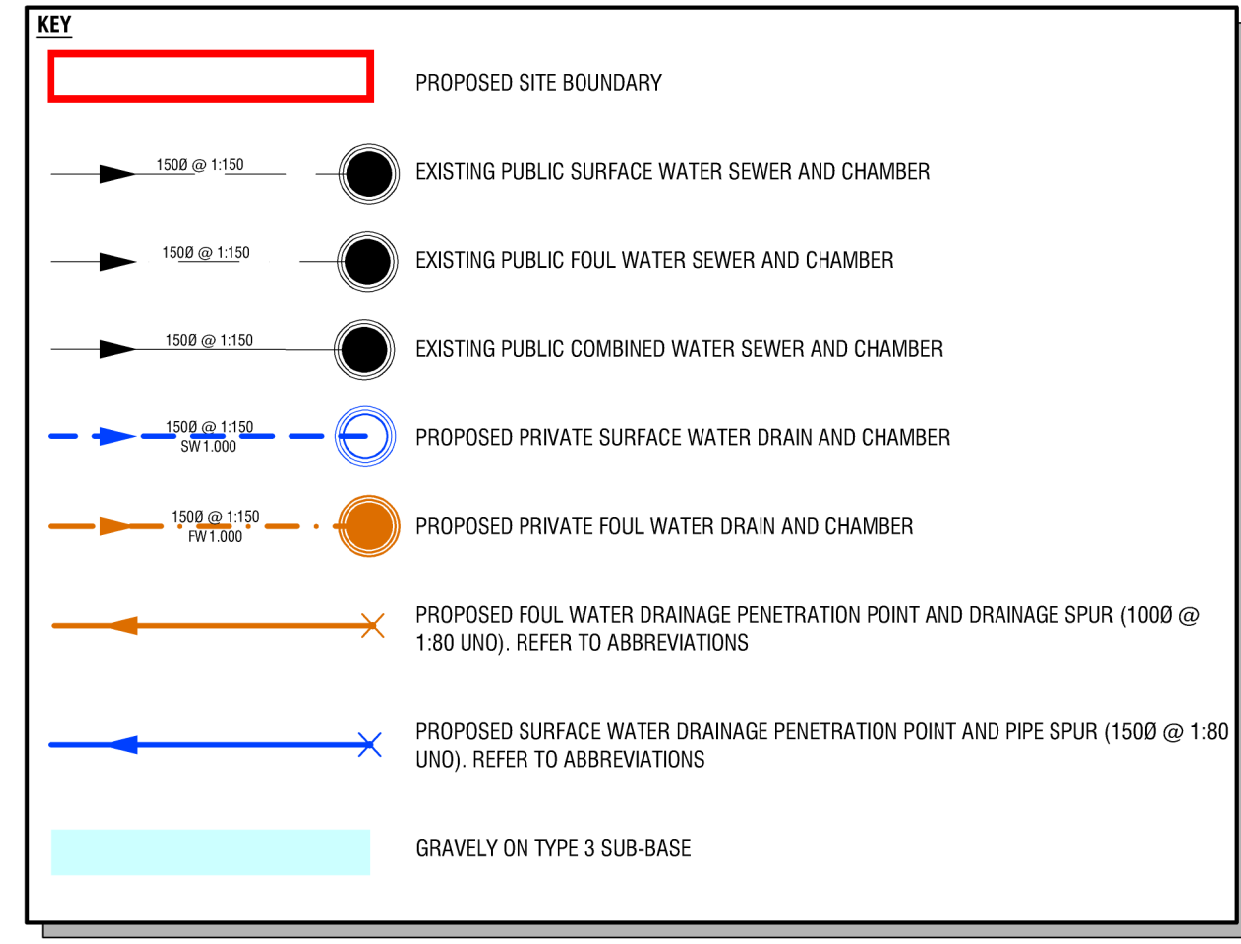 KEY
PROPOSED SITE BOUNDARY
150Ø @ 1:150
EXISTING PUBLIC SURFACE WATER SEWER AND CHAMBER
150Ø @ 1:150
EXISTING PUBLIC FOUL WATER SEWER AND CHAMBER
150Ø @ 1:150
EXISTING PUBLIC COMBINED WATER SEWER AND CHAMBER
150Ø @ 1:150
SW 1.000
PROPOSED PRIVATE SURFACE WATER DRAIN AND CHAMBER
150Ø @ 1:150
FW 1.000
PROPOSED PRIVATE FOUL WATER DRAIN AND CHAMBER
PROPOSED FOUL WATER DRAINAGE PENETRATION POINT AND DRAINAGE SPUR (100Ø @
1:80 UNO). REFER TO ABBREVIATIONS
PROPOSED SURFACE WATER DRAINAGE PENETRATION POINT AND PIPE SPUR (150Ø @ 1:80
UNO). REFER TO ABBREVIATIONS
GRAVELY ON TYPE 3 SUB-BASE